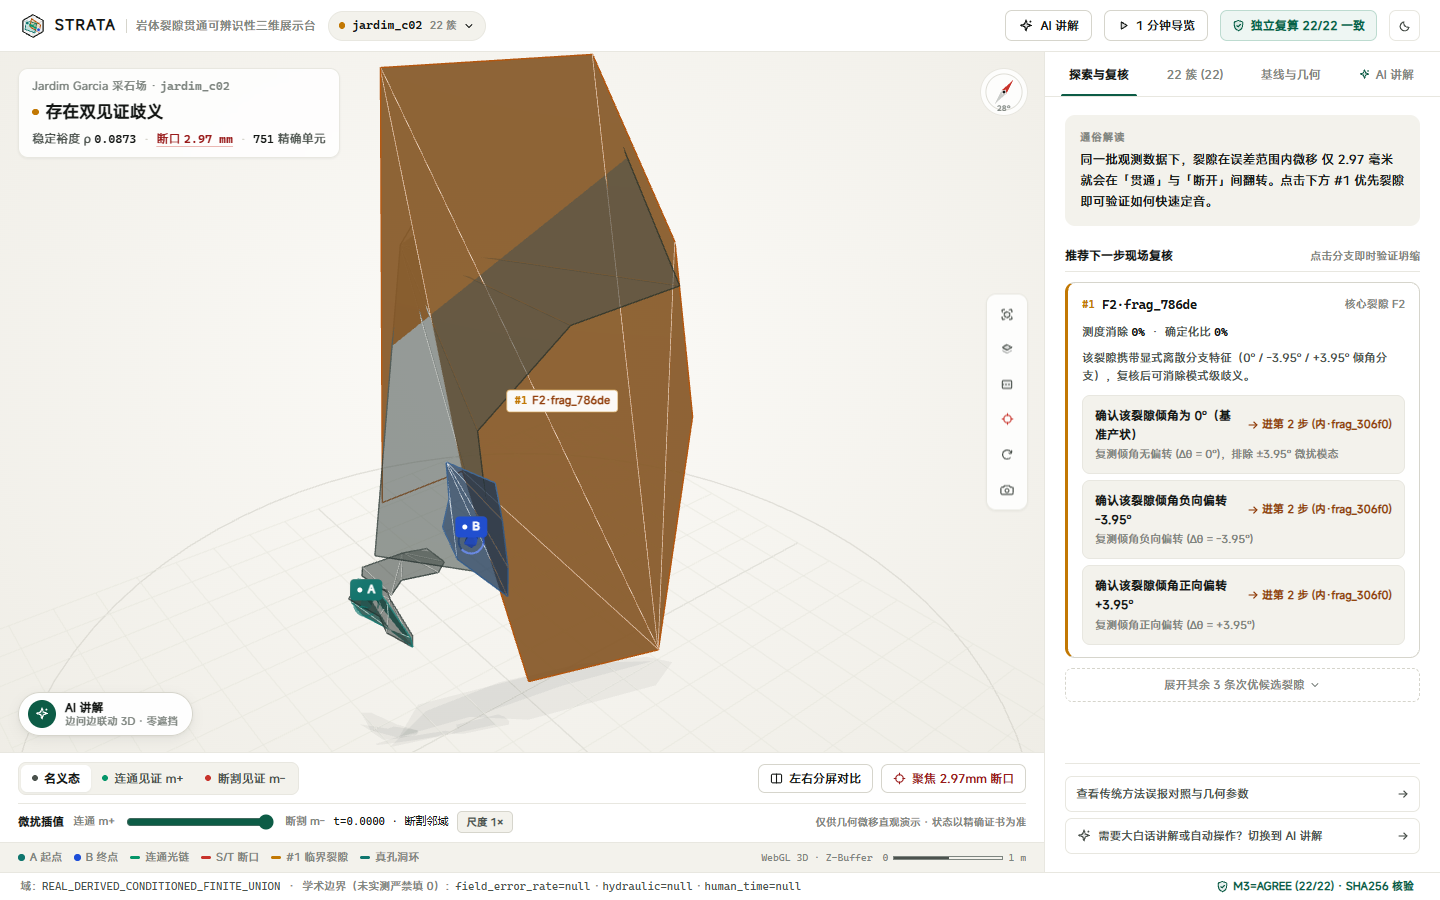 STRATA
岩体裂隙贯通可辨识性三维展示台
jardim_c02 22 族
AI 讲解
1 分钟导览
独立复算 22/22 一致
Jardim Garcia 采石场 · jardim_c02
存在双见证歧义
稳定裕度 ρ 0.0873 · 断口 2.97 mm · 751 精确单元
28°
#1 F2·frag_786de
B
A
AI 讲解
边问边联动 3D · 零遮挡
探索与复核
22 族 (22)
基线与几何
AI 讲解
通俗解读
同一批观测数据下，裂隙在误差范围内微移 仅 2.97 毫米
就会在「贯通」与「断开」间翻转。点击下方 #1 优先裂隙
即可验证如何快速定音。
推荐下一步现场复核
点击分支即时验证坍缩
#1 F2·frag_786de
核心裂隙 F2
测度消除 0% · 确定化比 0%
该裂隙携带显式离散分支特征（0° / -3.95° / +3.95° 倾角分
支），复核后可消除模式级歧义。
确认该裂隙倾角为 0°（基
准产状）
→ 进第 2 步 (内·frag_306f0)
复测倾角无偏转 (Δθ = 0°)，排除 ±3.95° 微扰模态
确认该裂隙倾角负向偏转
-3.95°
→ 进第 2 步 (内·frag_306f0)
复测倾角负向偏转 (Δθ = -3.95°)
确认该裂隙倾角正向偏转
+3.95°
→ 进第 2 步 (内·frag_306f0)
复测倾角正向偏转 (Δθ = +3.95°)
展开其余 3 条次优候选裂隙
查看传统方法误报对照与几何参数 →
需要大白话讲解或自动操作？切换到 AI 讲解 →
名义态
连通见证 m+
断割见证 m−
左右分屏对比
聚焦 2.97mm 断口
微扰插值 连通 m+
断割 m− t=0.0000 · 断割邻域
尺度 1×
仅供几何微移直观演示 · 状态以精确证书为准
A 起点
B 终点
连通光链
S/T 断口
#1 临界裂隙
真孔洞环
WebGL 3D · Z-Buffer 0 1 m
域: REAL_DERIVED_CONDITIONED_FINITE_UNION · 学术边界（未实测严禁填 0）: field_error_rate=null · hydraulic=null · human_time=null
M3=AGREE (22/22) · SHA256 核验